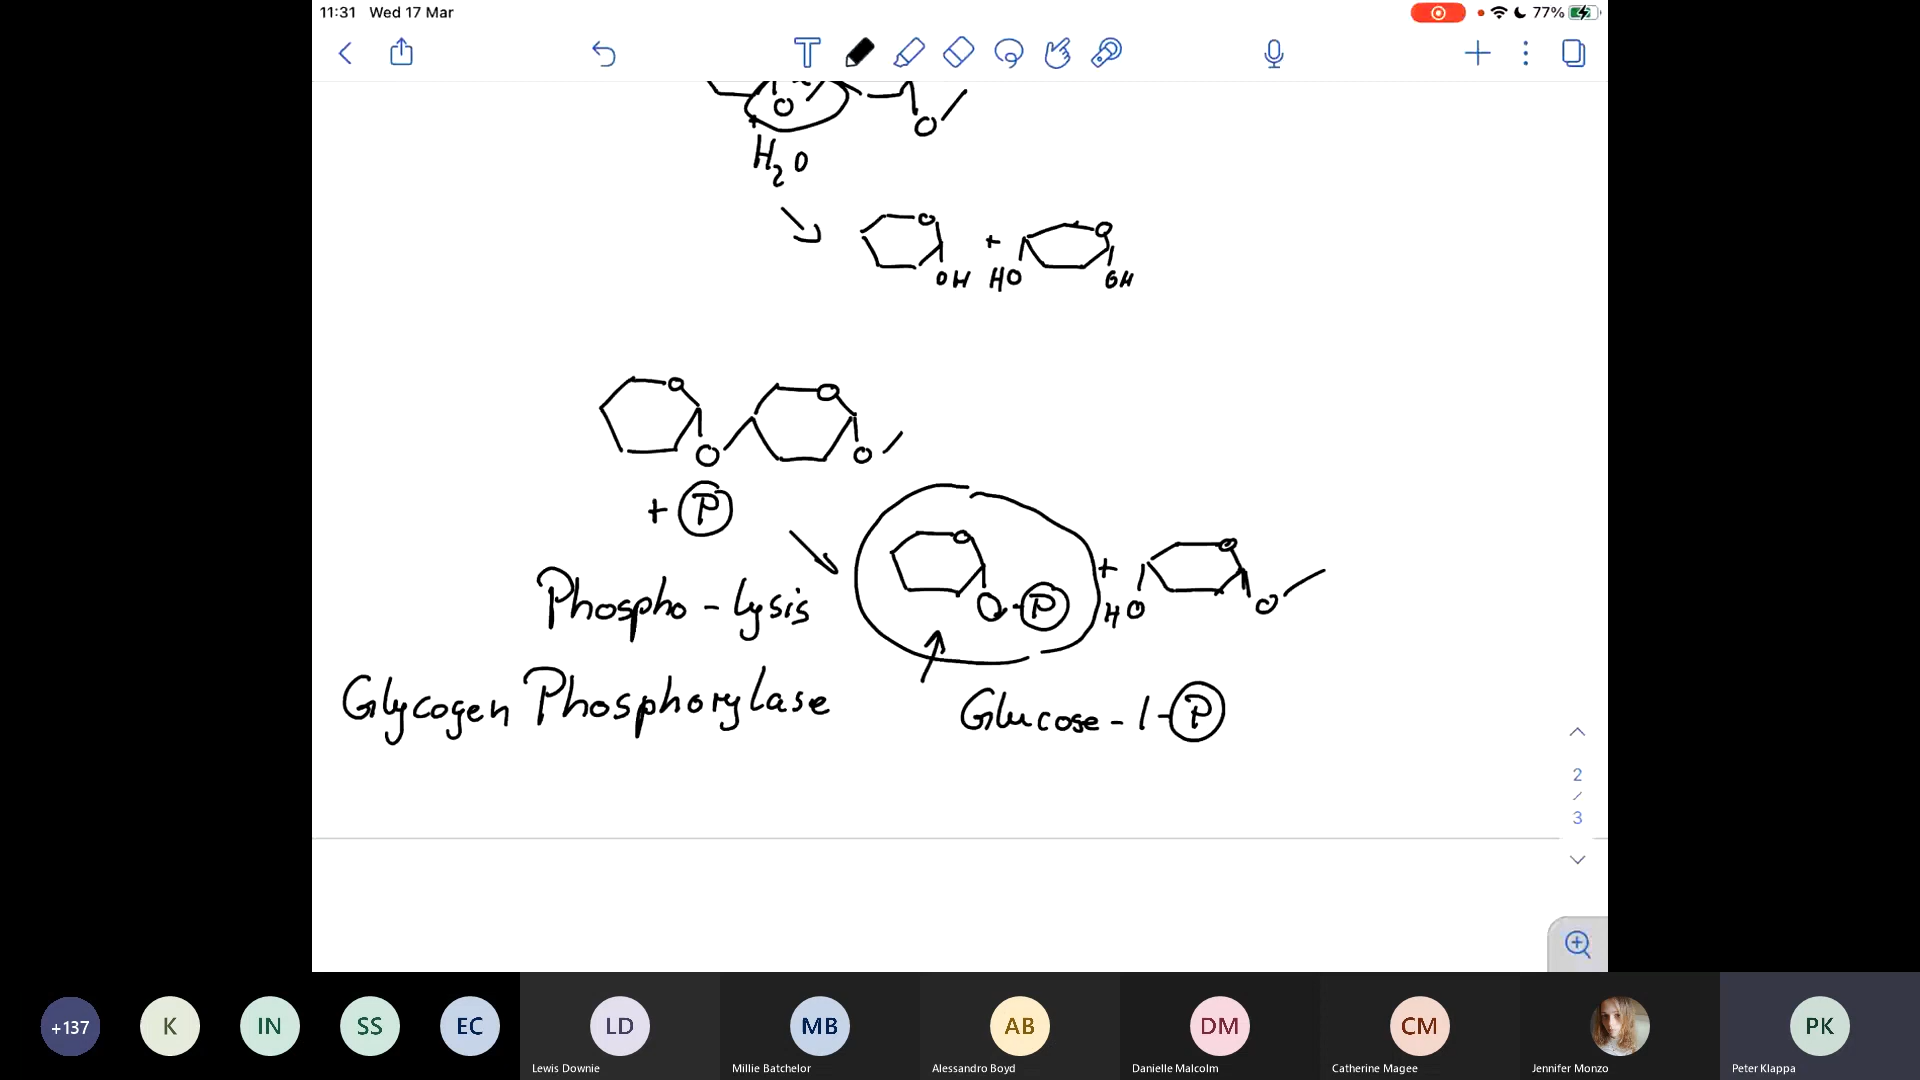 11:31 Wed 17 Mar
77%
O
O
H2O
O
OH
+
HO
O
OH
O
O
O
O
+ P
Phospho-lysis
O
O-P
+
HO
O
O
Glycogen Phosphorylase
Glucose-1-P
2
/
3
+137
K
IN
SS
EC
LD
MB
AB
DM
CM
PK
Lewis Downie
Millie Batchelor
Alessandro Boyd
Danielle Malcolm
Catherine Magee
Jennifer Monzo
Peter Klappa